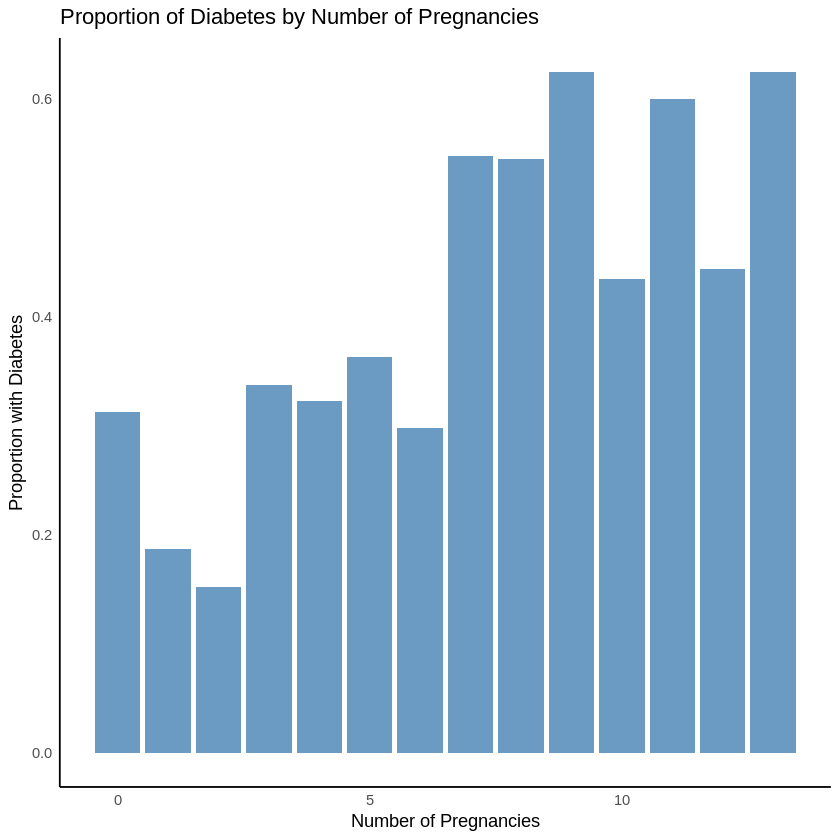 Proportion of Diabetes by Number of Pregnancies
Proportion with Diabetes
0.6
0.4
0.2
0.0
0 5 10
Number of Pregnancies